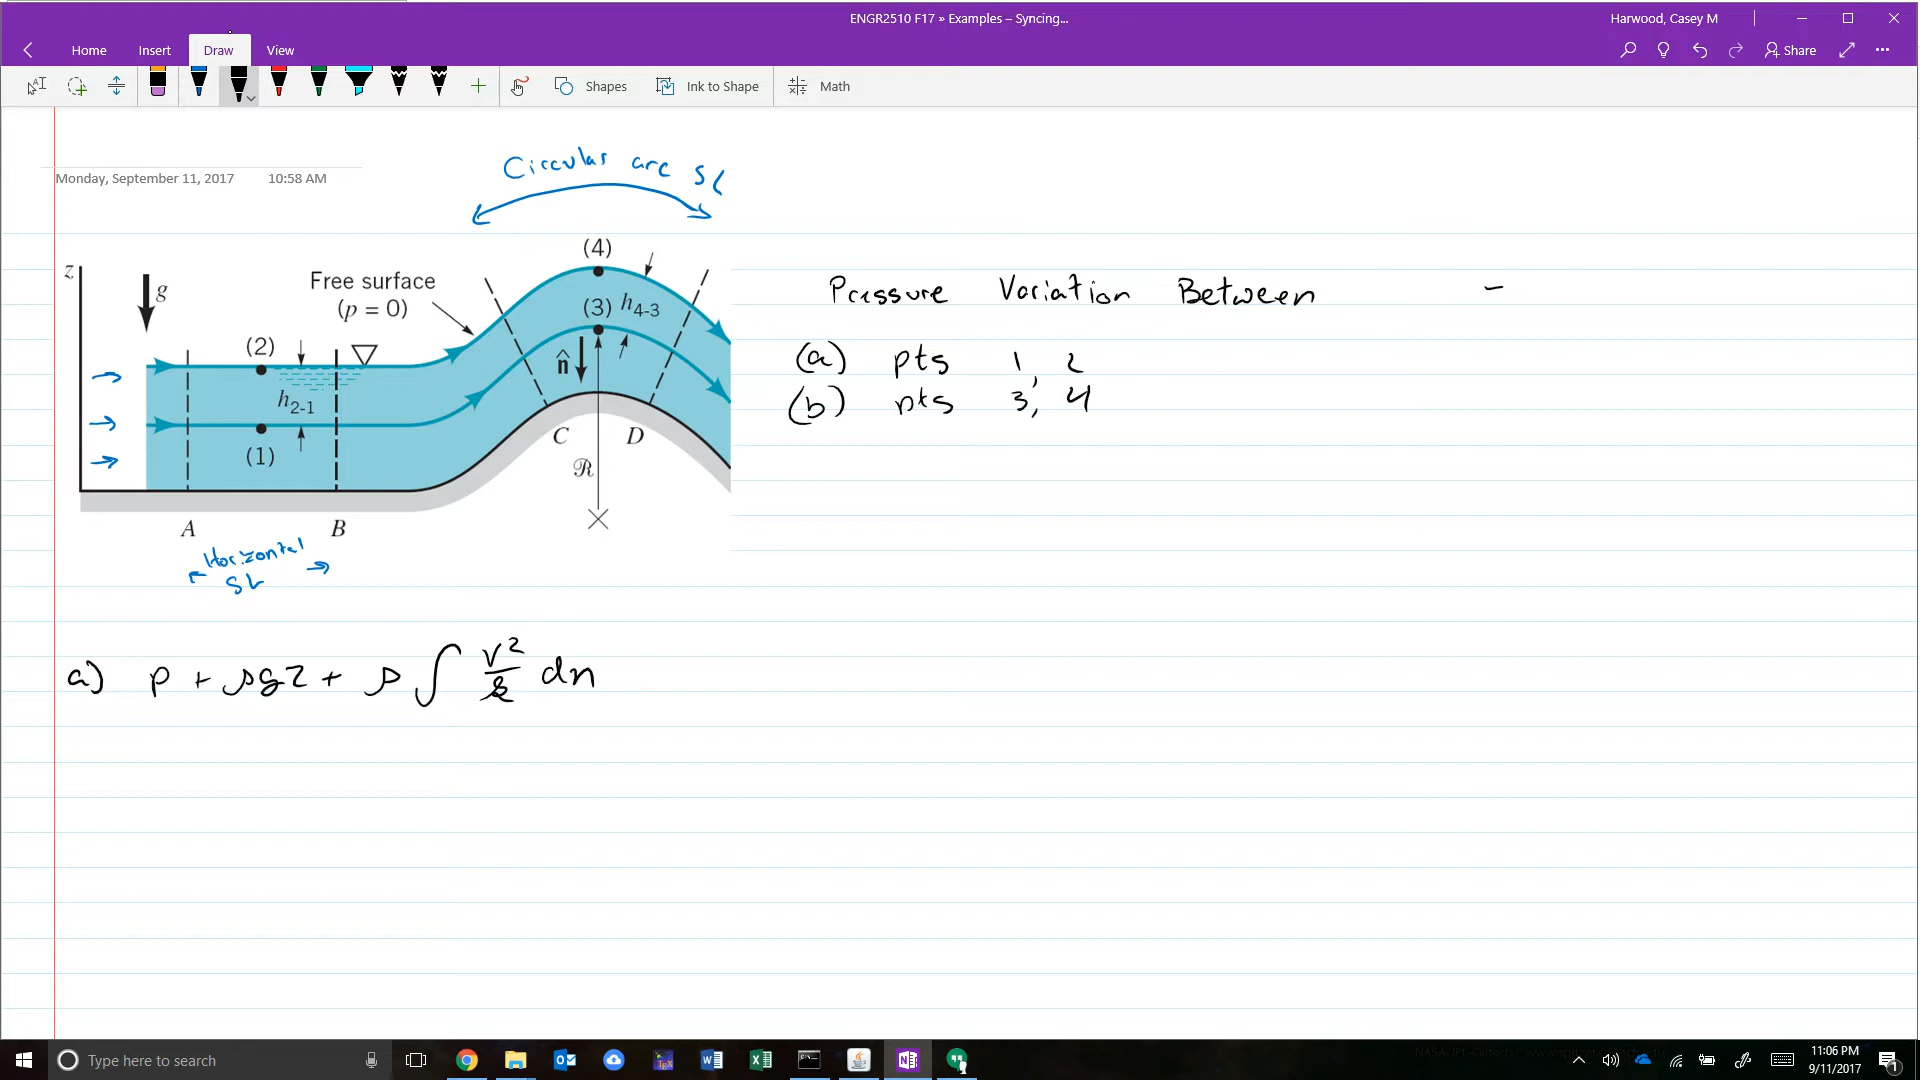 ENGR2510 F17 » Examples – Syncing...
Harwood, Casey M
Home Insert Draw View
Share
Shapes Ink to Shape Math
Monday, September 11, 2017 10:58 AM
Circular arc SL
z
g
Free surface
(p = 0)
(4)
(3) h4-3
n̂
(2)
h2-1
(1)
C D
ℛ
A B
Horizontal
SL
Pressure Variation Between -
(a) pts 1, 2
(b) pts 3, 4
a) p + ρgz + ρ ∫ V²/ℛ dn
Type here to search
11:06 PM
9/11/2017
1